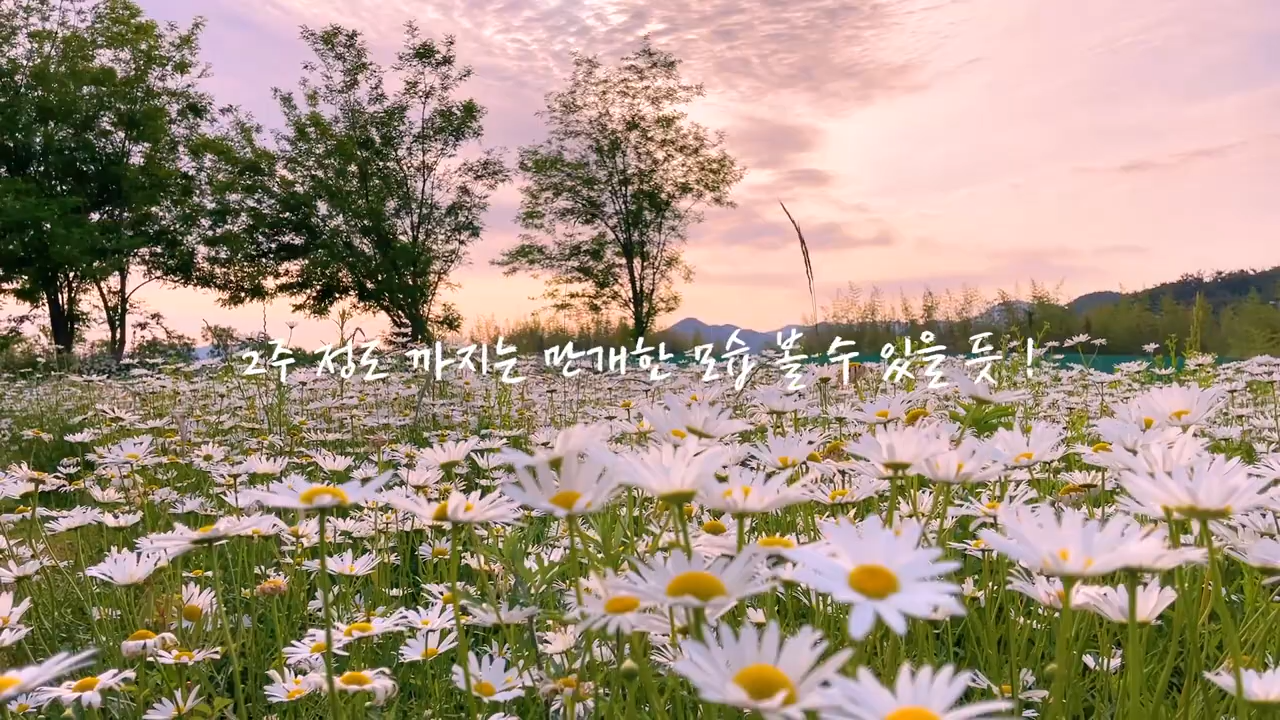 2주 정도 까지는 만개한 모습 볼 수 있을 듯 !